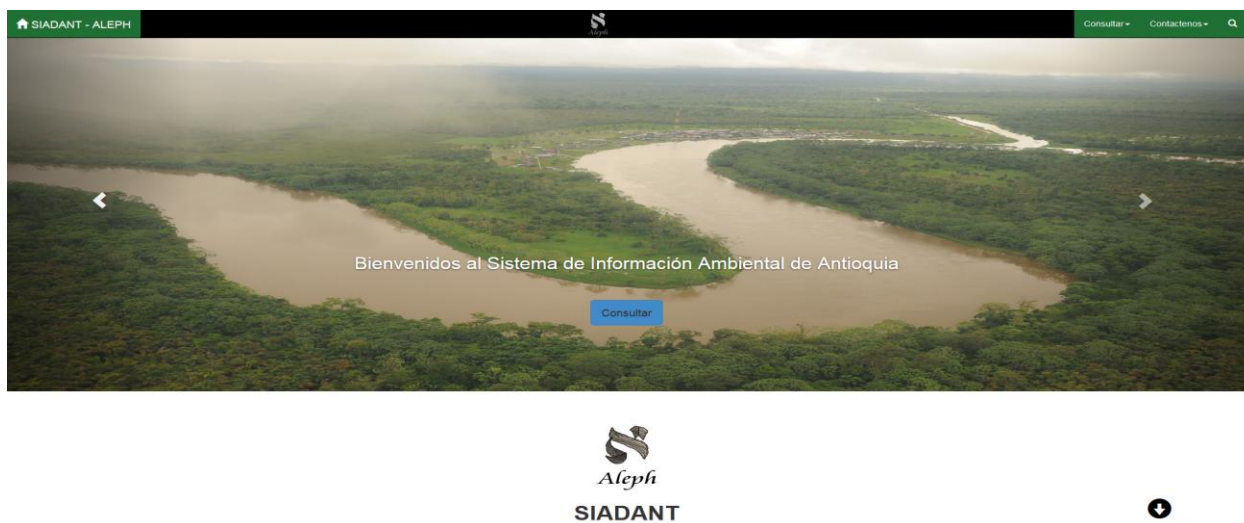 SIADANT - ALEPH
Aleph
Consultar
Contactenos
Bienvenidos al Sistema de Información Ambiental de Antioquia
Consultar
Aleph
SIADANT